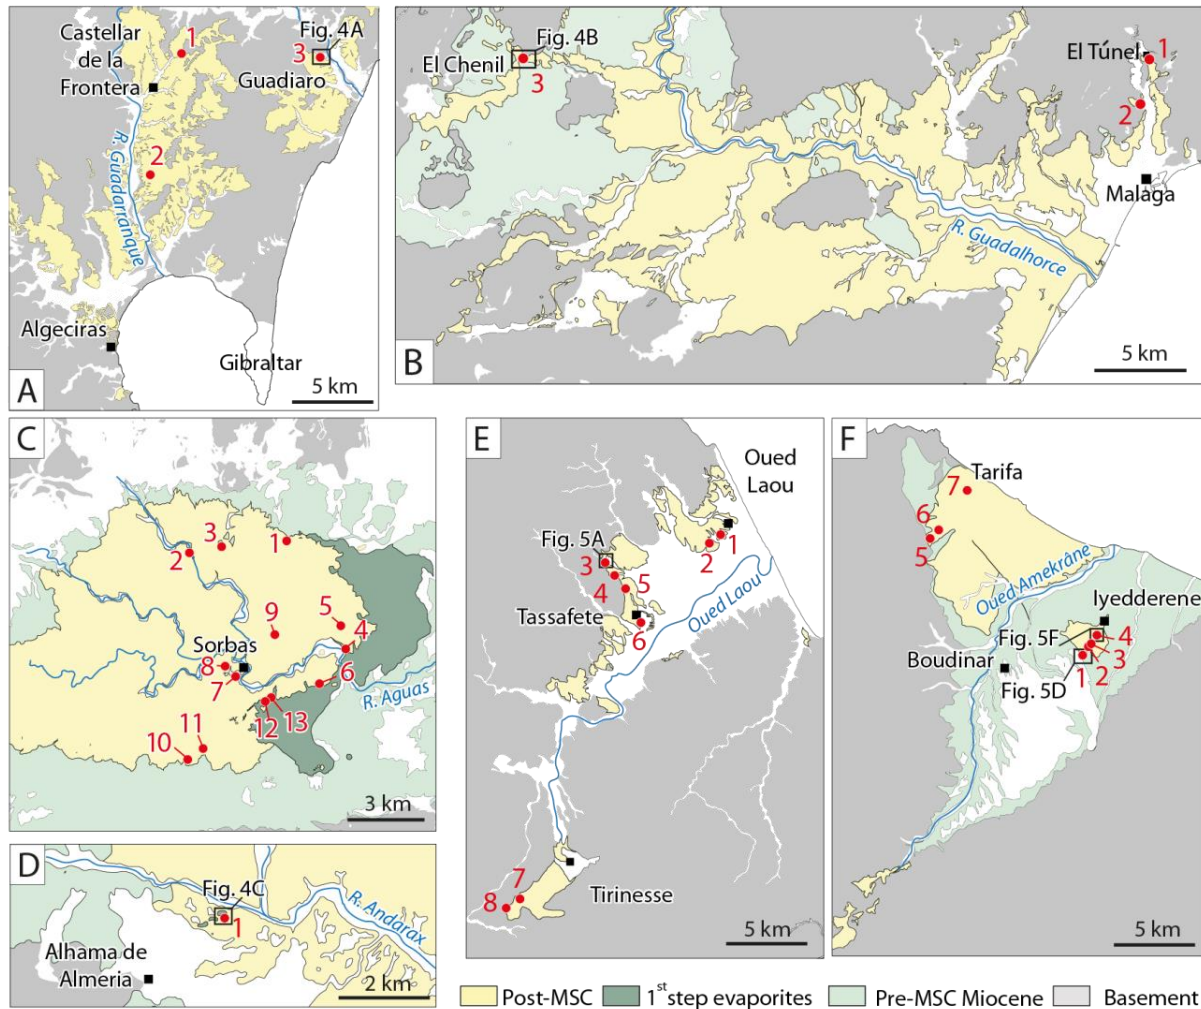 Castellar
de la
Frontera
1
Fig. 4A
3
Guadiaro
2
R. Guadarranque
Algeciras
Gibraltar
5 km
A
Fig. 4B
El Chenil
3
El Túnel
1
2
Malaga
R. Guadalhorce
B
5 km
C
3
1
2
5
9
4
Sorbas
8
7
6
R. Aguas
12
13
11
10
3 km
D
Fig. 4C
1
R. Andarax
Alhama de
Almeria
2 km
E
Oued
Laou
1
2
Fig. 5A
3
4
5
Tassafete
6
Oued Laou
7
8
Tirinesse
5 km
F
Tarifa
7
6
5
Oued Amekrâne
Iyedderene
Fig. 5F
4
3
2
Boudinar
1
Fig. 5D
5 km
Post-MSC
1st step evaporites
Pre-MSC Miocene
Basement